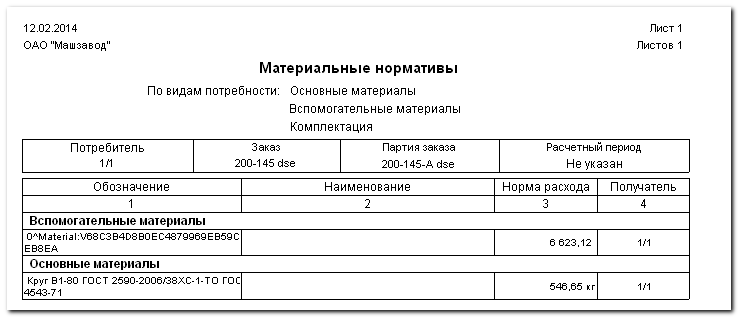 12.02.2014 Лист 1
ОАО "Машзавод" Листов 1
Материальные нормативы
По видам потребности: Основные материалы
Вспомогательные материалы
Комплектация
Потребитель Заказ Партия заказа Расчетный период
1/1 200-145 dse 200-145-A dse Не указан
Обозначение Наименование Норма расхода Получатель
1 2 3 4
Вспомогательные материалы
0^Material:V68C3B4D8B0EC4879969EB59C
EB8EA 6 623,12 1/1
Основные материалы
Круг В1-80 ГОСТ 2590-2006/38ХС-1-ТО ГОС
4543-71 546,65 кг 1/1